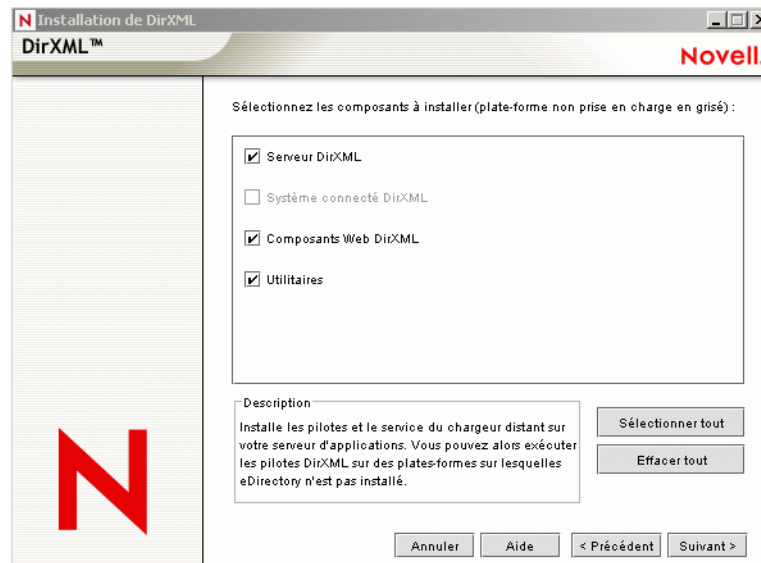 N Installation de DirXML
DirXML™
Novell.
Sélectionnez les composants à installer (plate-forme non prise en charge en grisé) :
Serveur DirXML
Système connecté DirXML
Composants Web DirXML
Utilitaires
Description
Installe les pilotes et le service du chargeur distant sur
votre serveur d'applications. Vous pouvez alors exécuter
les pilotes DirXML sur des plates-formes sur lesquelles
eDirectory n'est pas installé.
Sélectionner tout
Effacer tout
N
Annuler
Aide
< Précédent
Suivant >